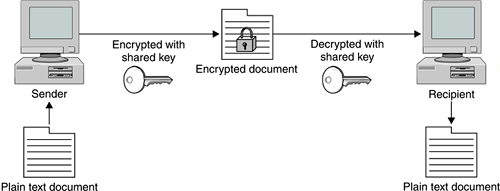 Encrypted with
shared key
Encrypted document
Decrypted with
shared key
Sender
Recipient
Plain text document
Plain text document